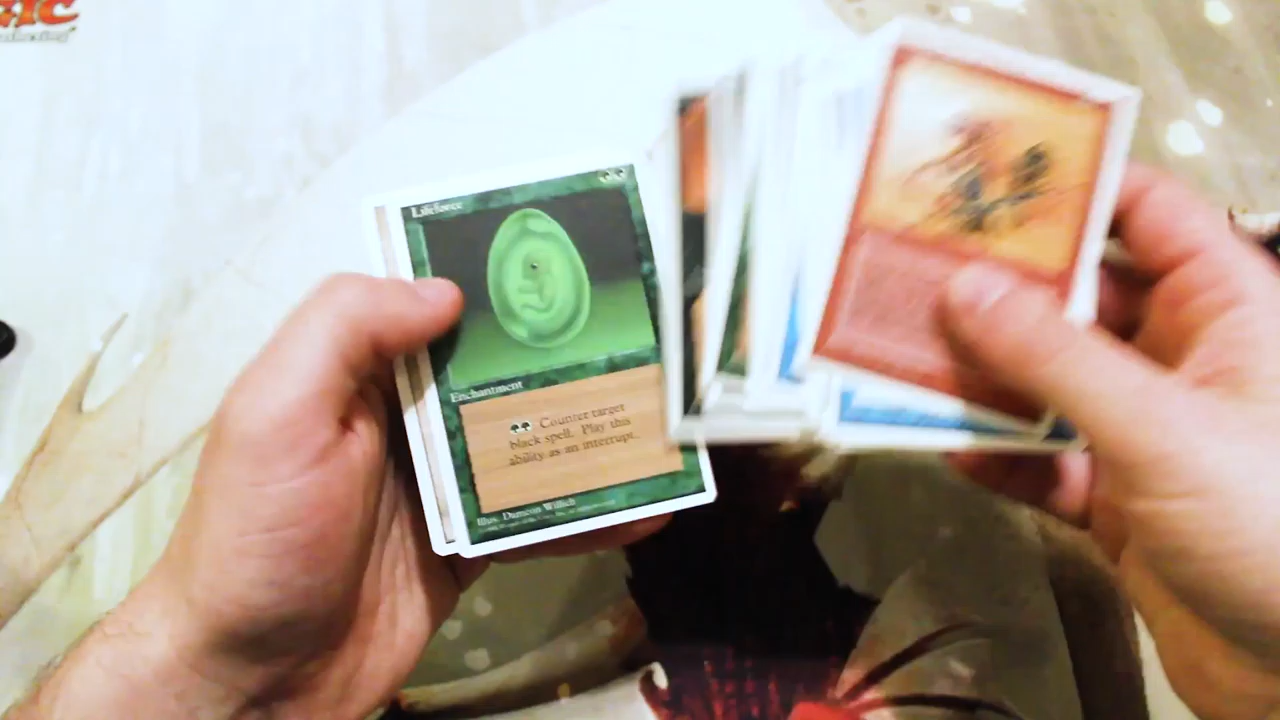 Lifeforce
Enchantment
Counter target
black spell. Play this
ability as an interrupt.
Illus. Dameon Willich